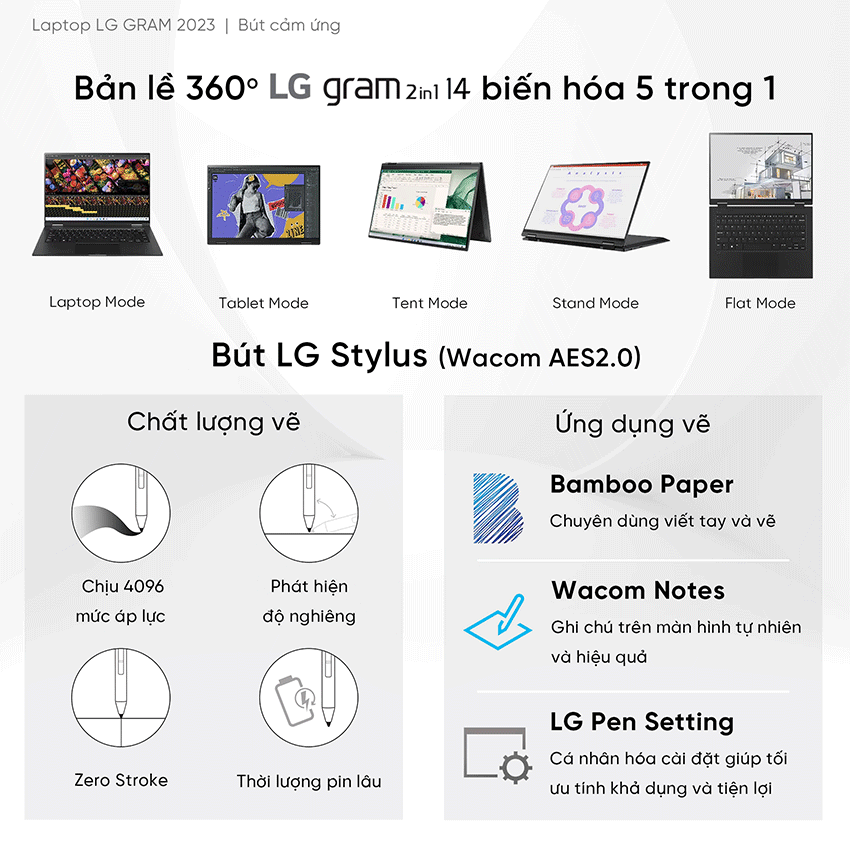 Laptop LG GRAM 2023 | Bút cảm ứng
Bản lề 360° LG gram 2in1 14 biến hóa 5 trong 1
Laptop Mode
Tablet Mode
Tent Mode
Stand Mode
Flat Mode
Bút LG Stylus (Wacom AES2.0)
Chất lượng vẽ
Chịu 4096
mức áp lực
Phát hiện
độ nghiêng
Zero Stroke
Thời lượng pin lâu
Ứng dụng vẽ
Bamboo Paper
Chuyên dùng viết tay và vẽ
Wacom Notes
Ghi chú trên màn hình tự nhiên
và hiệu quả
LG Pen Setting
Cá nhân hóa cài đặt giúp tối
ưu tính khả dụng và tiện lợi